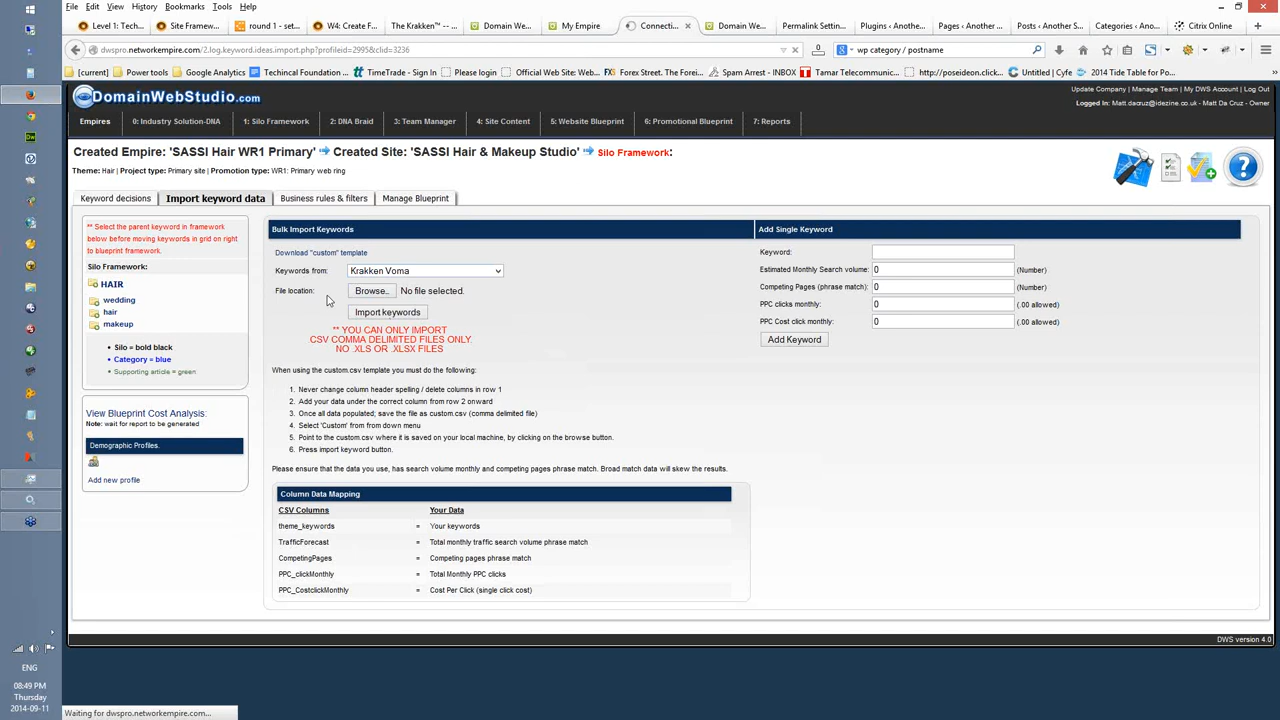 File Edit View History Bookmarks Tools Help
Level 1: Tech...
Site Framew...
round 1 - set...
W4: Create F...
The Kraken™ ...
Domain We...
My Empire
Connecti...
Domain We...
Permalink Setti...
Plugins ‹ Anothe...
Pages ‹ Anothe...
Posts ‹ Another S...
Categories ‹ Ano...
Citrix Online
dwspro.networkempire.com/2.log.keyword.ideas.import.php?profileid=2995&clid=3236
wp category / postname
[current]
Power tools
Google Analytics
Techincal Foundation ...
TimeTrade - Sign In
Please login
Official Web Site: Web...
Forex Street. The Forei...
Spam Arrest - INBOX
Tamar Telecommunic...
http://poseidon.click...
Untitled | Cyfe
2014 Tide Table for Po...
DomainWebStudio.com
Update Company | Manage Team | My DWS Account | Log Out
Logged In: Matt.dacruz@idezine.co.uk - Matt Da Cruz - Owner
Empires
0: Industry Solution-DNA
1: Silo Framework
2: DNA Braid
3: Team Manager
4: Site Content
5: Website Blueprint
6: Promotional Blueprint
7: Reports
Created Empire: 'SASSI Hair WR1 Primary' Created Site: 'SASSI Hair & Makeup Studio' Silo Framework:
Theme: Hair | Project type: Primary site | Promotion type: WR1: Primary web ring
Keyword decisions
Import keyword data
Business rules & filters
Manage Blueprint
** Select the parent keyword in framework
below before moving keywords in grid on right
to blueprint framework.
Silo Framework:
HAIR
wedding
hair
makeup
• Silo = bold black
• Category = blue
• Supporting article = green
View Blueprint Cost Analysis:
Note: wait for report to be generated
Demographic Profiles.
Add new profile
Bulk Import Keywords
Download "custom" template
Keywords from: Krakken Voma
File location: Browse.. No file selected.
Import keywords
** YOU CAN ONLY IMPORT
CSV COMMA DELIMITED FILES ONLY.
NO .XLS OR .XLSX FILES
When using the custom.csv template you must do the following:
1. Never change column header spelling / delete columns in row 1
2. Add your data under the correct column from row 2 onward
3. Once all data populated; save the file as custom.csv (comma delimited file)
4. Select 'Custom' from from down menu
5. Point to the custom.csv where it is saved on your local machine, by clicking on the browse button.
6. Press import keyword button.
Please ensure that the data you use, has search volume monthly and competing pages phrase match. Broad match data will skew the results.
Column Data Mapping
CSV Columns Your Data
theme_keywords = Your keywords
TrafficForecast = Total monthly traffic search volume phrase match
CompetingPages = Competing pages phrase match
PPC_clickMonthly = Total Monthly PPC clicks
PPC_CostclickMonthly = Cost Per Click (single click cost)
Add Single Keyword
Keyword:
Estimated Monthly Search volume: 0 (Number)
Competing Pages (phrase match): 0 (Number)
PPC clicks monthly: 0 (.00 allowed)
PPC Cost click monthly: 0 (.00 allowed)
Add Keyword
DWS version 4.0
ENG
08:49 PM
Thursday
2014-09-11
Waiting for dwspro.networkempire.com...